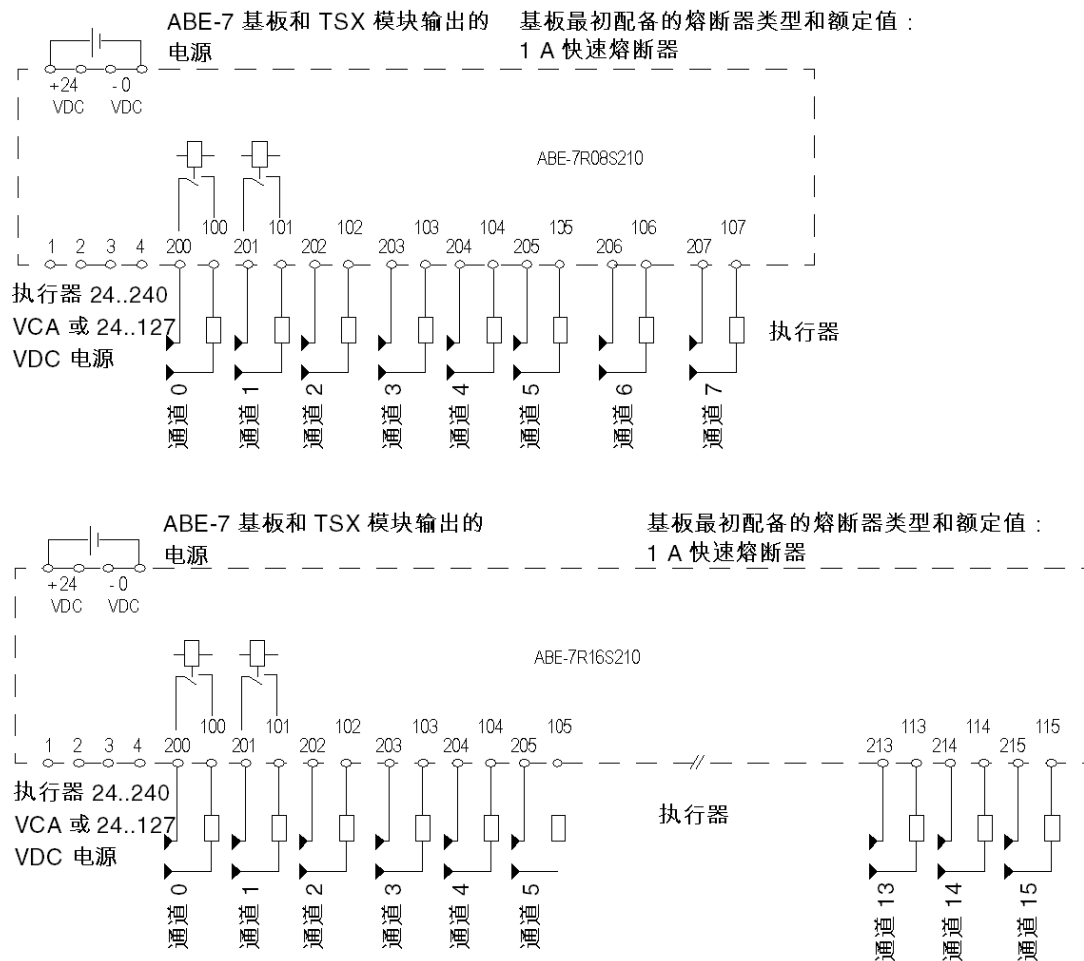 ABE-7 基板和 TSX 模块输出的
电源
基板最初配备的熔断器类型和额定值：
1 A 快速熔断器
+24 -0
VDC VDC
ABE-7R08S210
100 101 102 103 104 105 106 107
1 2 3 4 200 201 202 203 204 205 206 207
执行器 24..240
VCA 或 24..127
VDC 电源
执行器
通道 0
通道 1
通道 2
通道 3
通道 4
通道 5
通道 6
通道 7
ABE-7 基板和 TSX 模块输出的
电源
基板最初配备的熔断器类型和额定值：
1 A 快速熔断器
+24 -0
VDC VDC
ABE-7R16S210
100 101 102 103 104 105 113 114 115
1 2 3 4 200 201 202 203 204 205 213 214 215
执行器 24..240
VCA 或 24..127
VDC 电源
执行器
通道 0
通道 1
通道 2
通道 3
通道 4
通道 5
通道 13
通道 14
通道 15